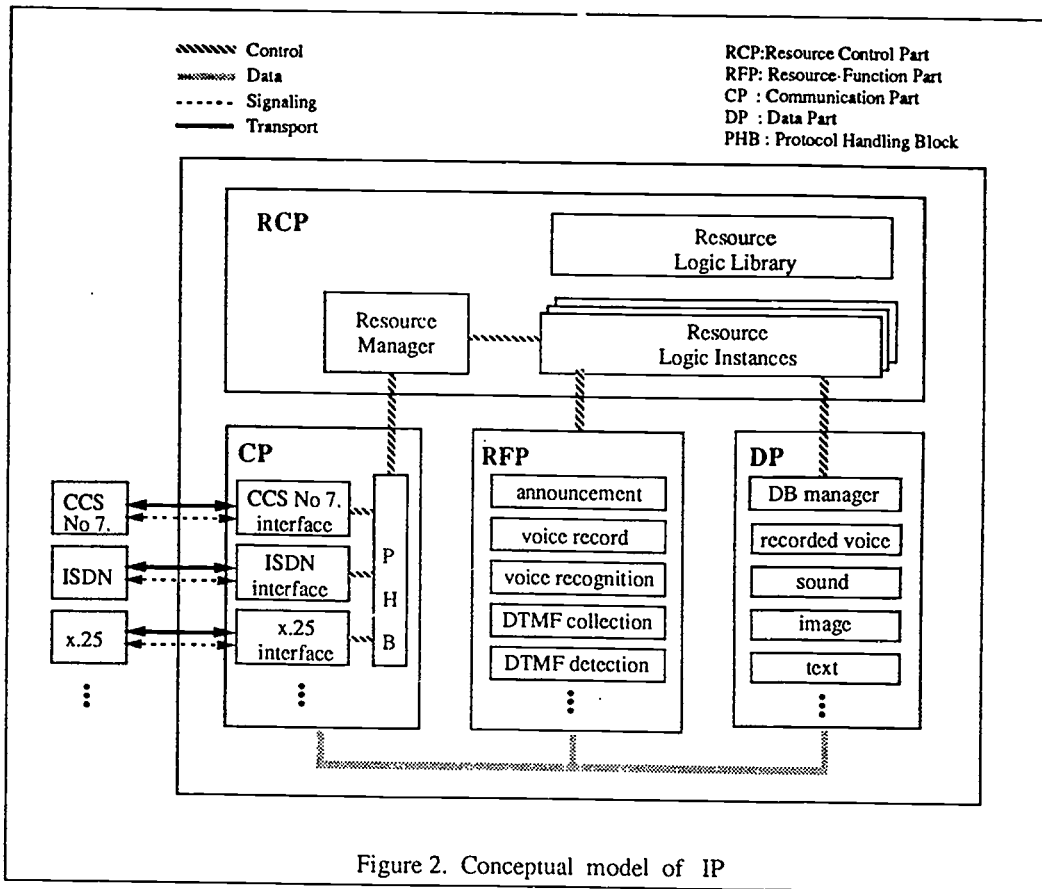 Control
Data
Signaling
Transport
RCP:Resource Control Part
RFP: Resource-Function Part
CP : Communication Part
DP : Data Part
PHB : Protocol Handling Block
RCP
Resource
Logic Library
Resource
Manager
Resource
Logic Instances
CP
CCS
No 7.
CCS No 7.
interface
ISDN
ISDN
interface
x.25
x.25
interface
P
H
B
RFP
announcement
voice record
voice recognition
DTMF collection
DTMF detection
DP
DB manager
recorded voice
sound
image
text
Figure 2. Conceptual model of IP